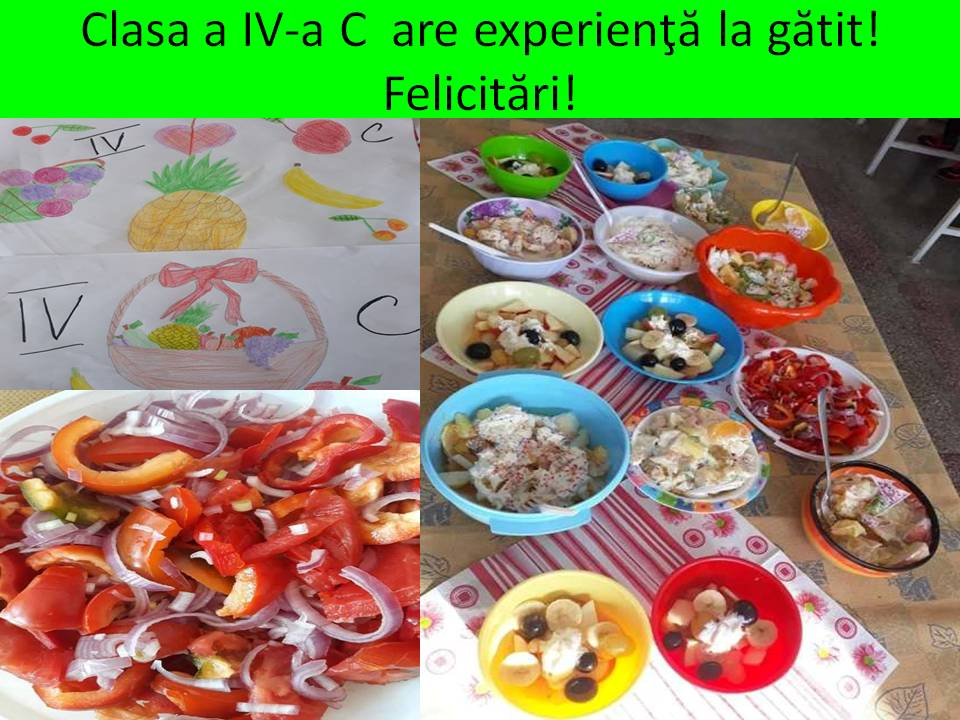 Clasa a IV-a C are experienţă la gătit!
Felicitări!
IV C
IV C